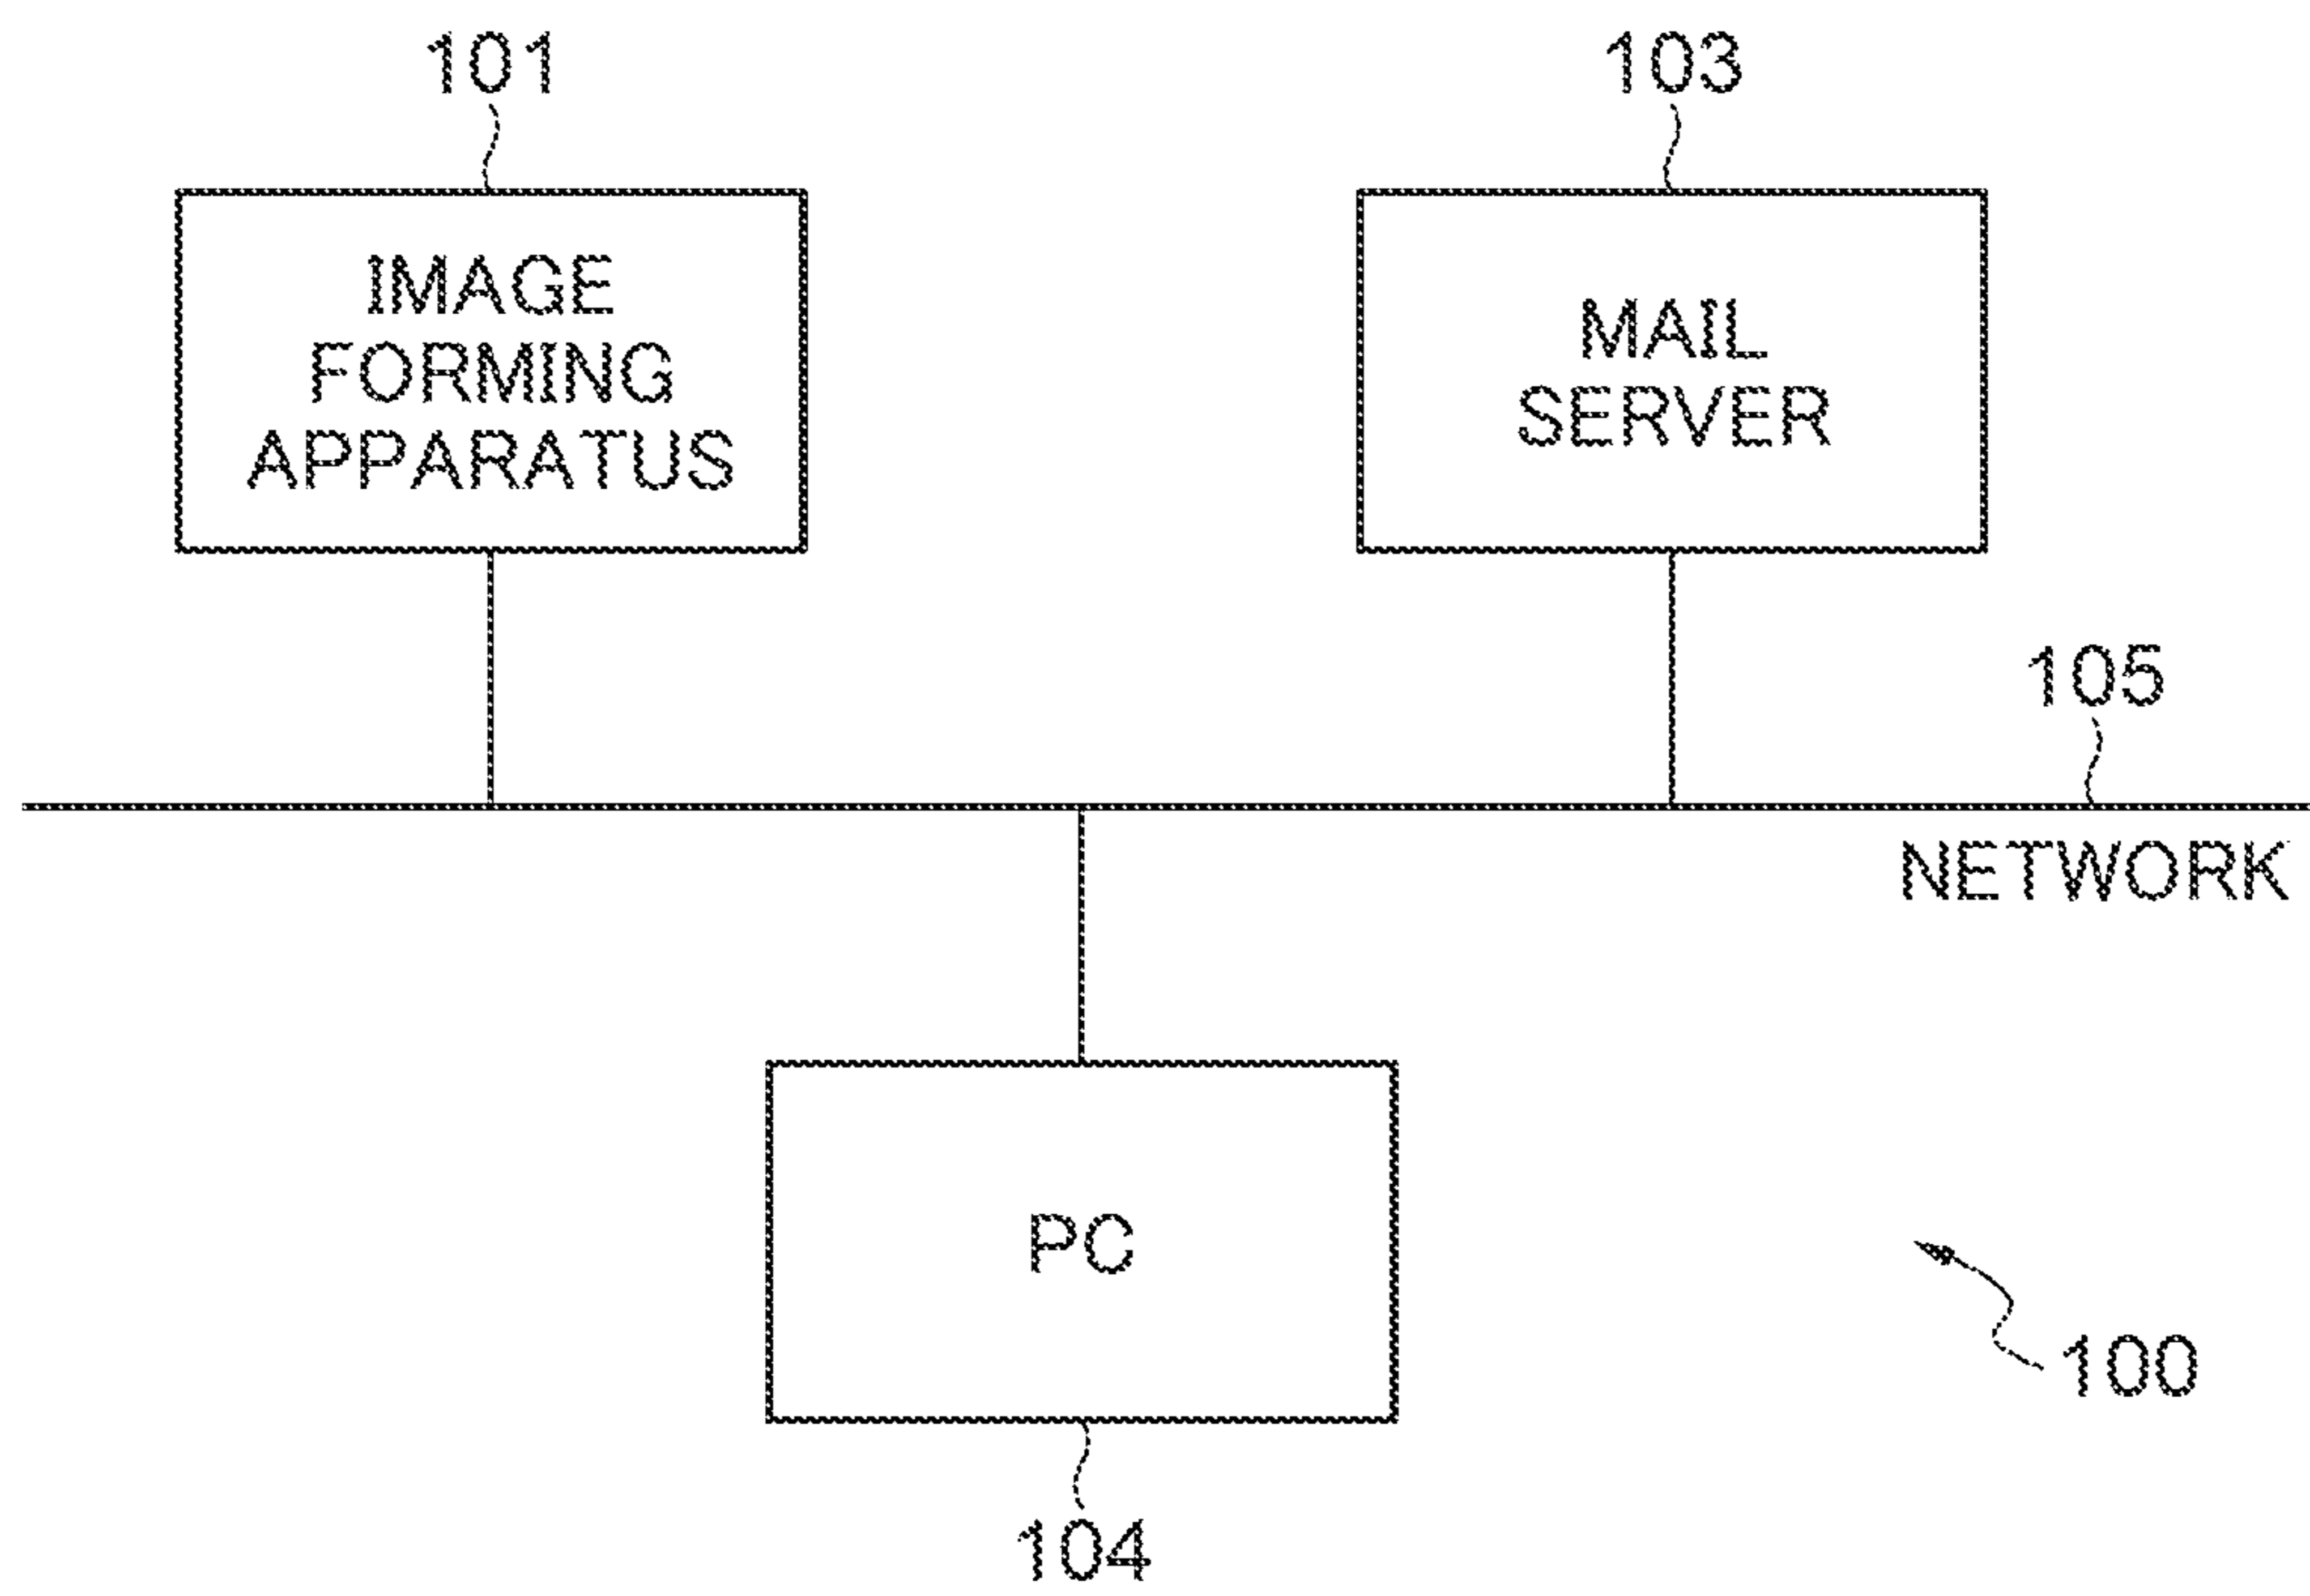 101
103
IMAGE
FORMING
APPARATUS
MAIL
SERVER
105
NETWORK
PC
100
104